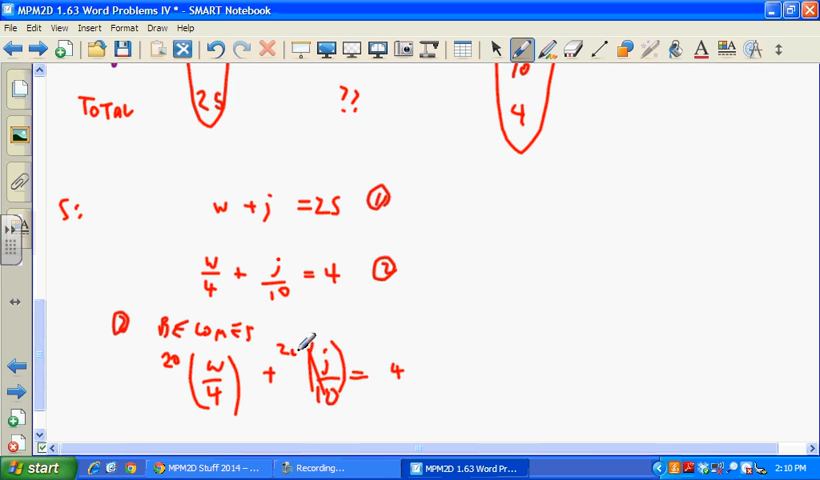 MPM2D 1.63 Word Problems IV * - SMART Notebook
File Edit View Insert Format Draw Help
10
TOTAL 25 ?? 4
S: w + j = 25 ①
w/4 + j/10 = 4 ②
② BECOMES
20 (w/4) + 20 (j/10) = 4
start MPM2D Stuff 2014 – ... Recording... MPM2D 1.63 Word Pr... 2:10 PM